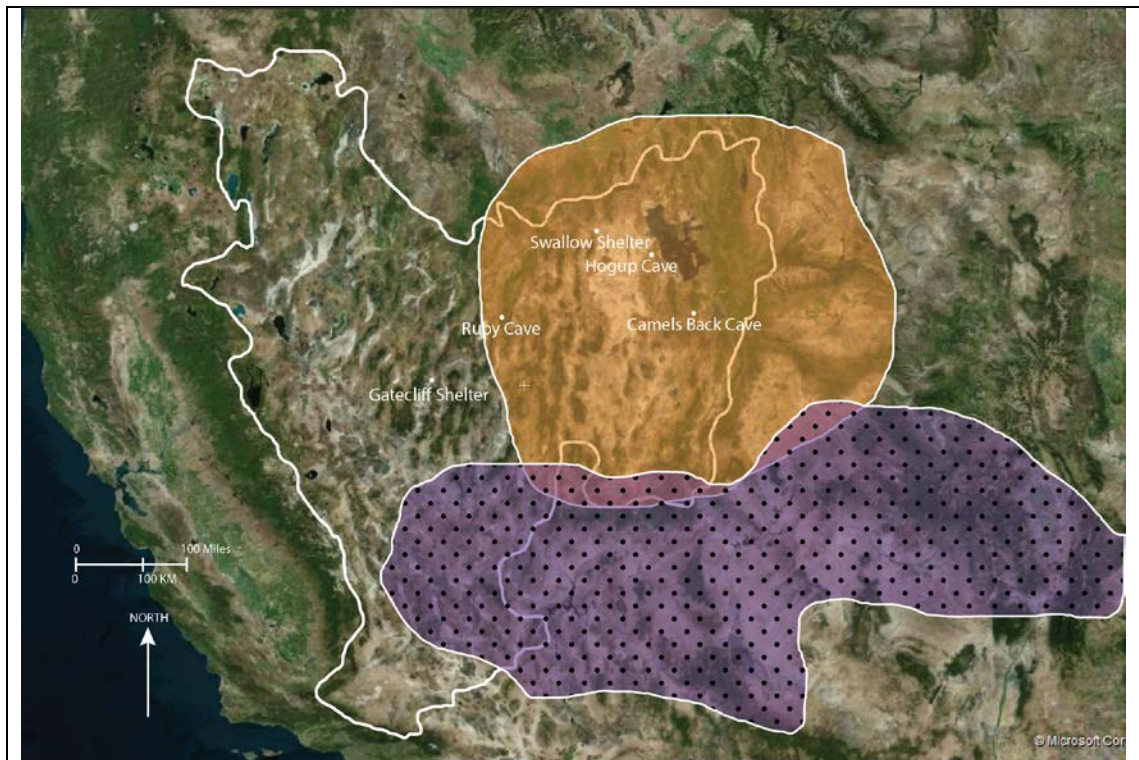 Swallow Shelter
Hogup Cave
Ruby Cave
Camels Back Cave
Gatecliff Shelter
0 100 Miles
0 100 KM
NORTH
© Microsoft Cor